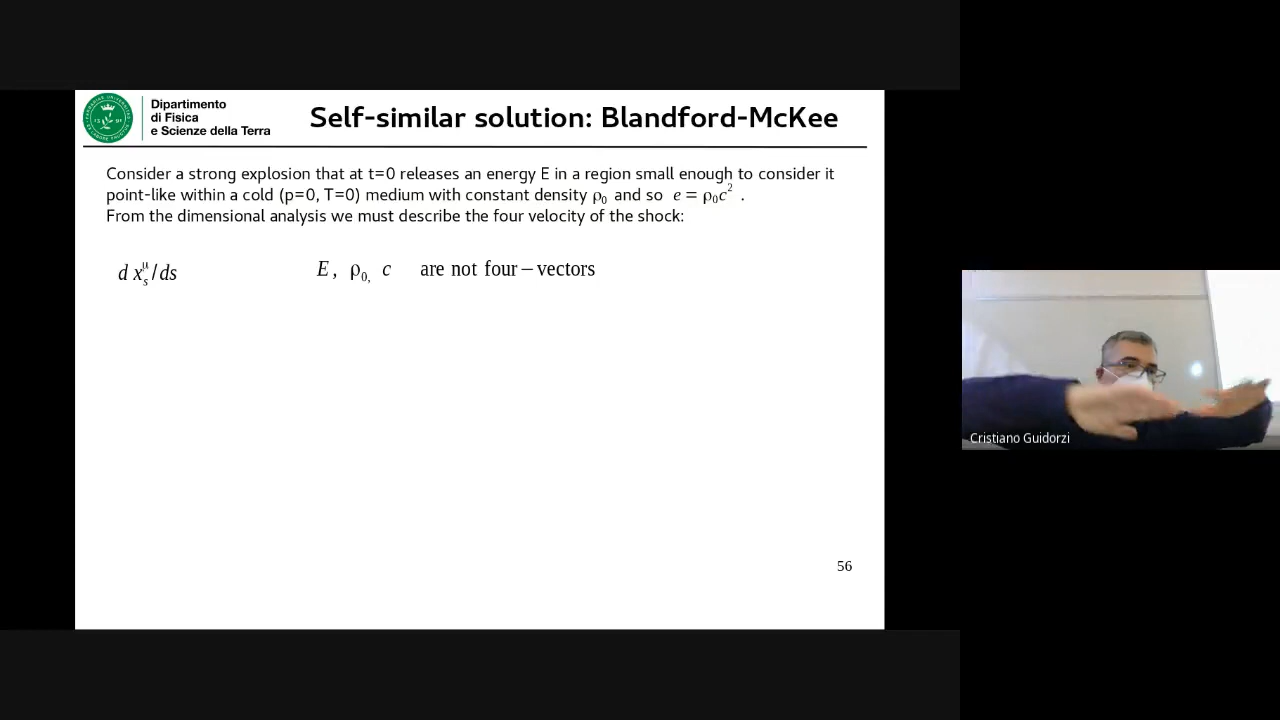 Dipartimento
di Fisica
e Scienze della Terra
Self-similar solution: Blandford-McKee
Consider a strong explosion that at t=0 releases an energy E in a region small enough to consider it
point-like within a cold (p=0, T=0) medium with constant density ρ₀ and so e = ρ₀c² .
From the dimensional analysis we must describe the four velocity of the shock:
d xₛ^μ/ds E, ρ₀, c are not four−vectors
56
Cristiano Guidorzi